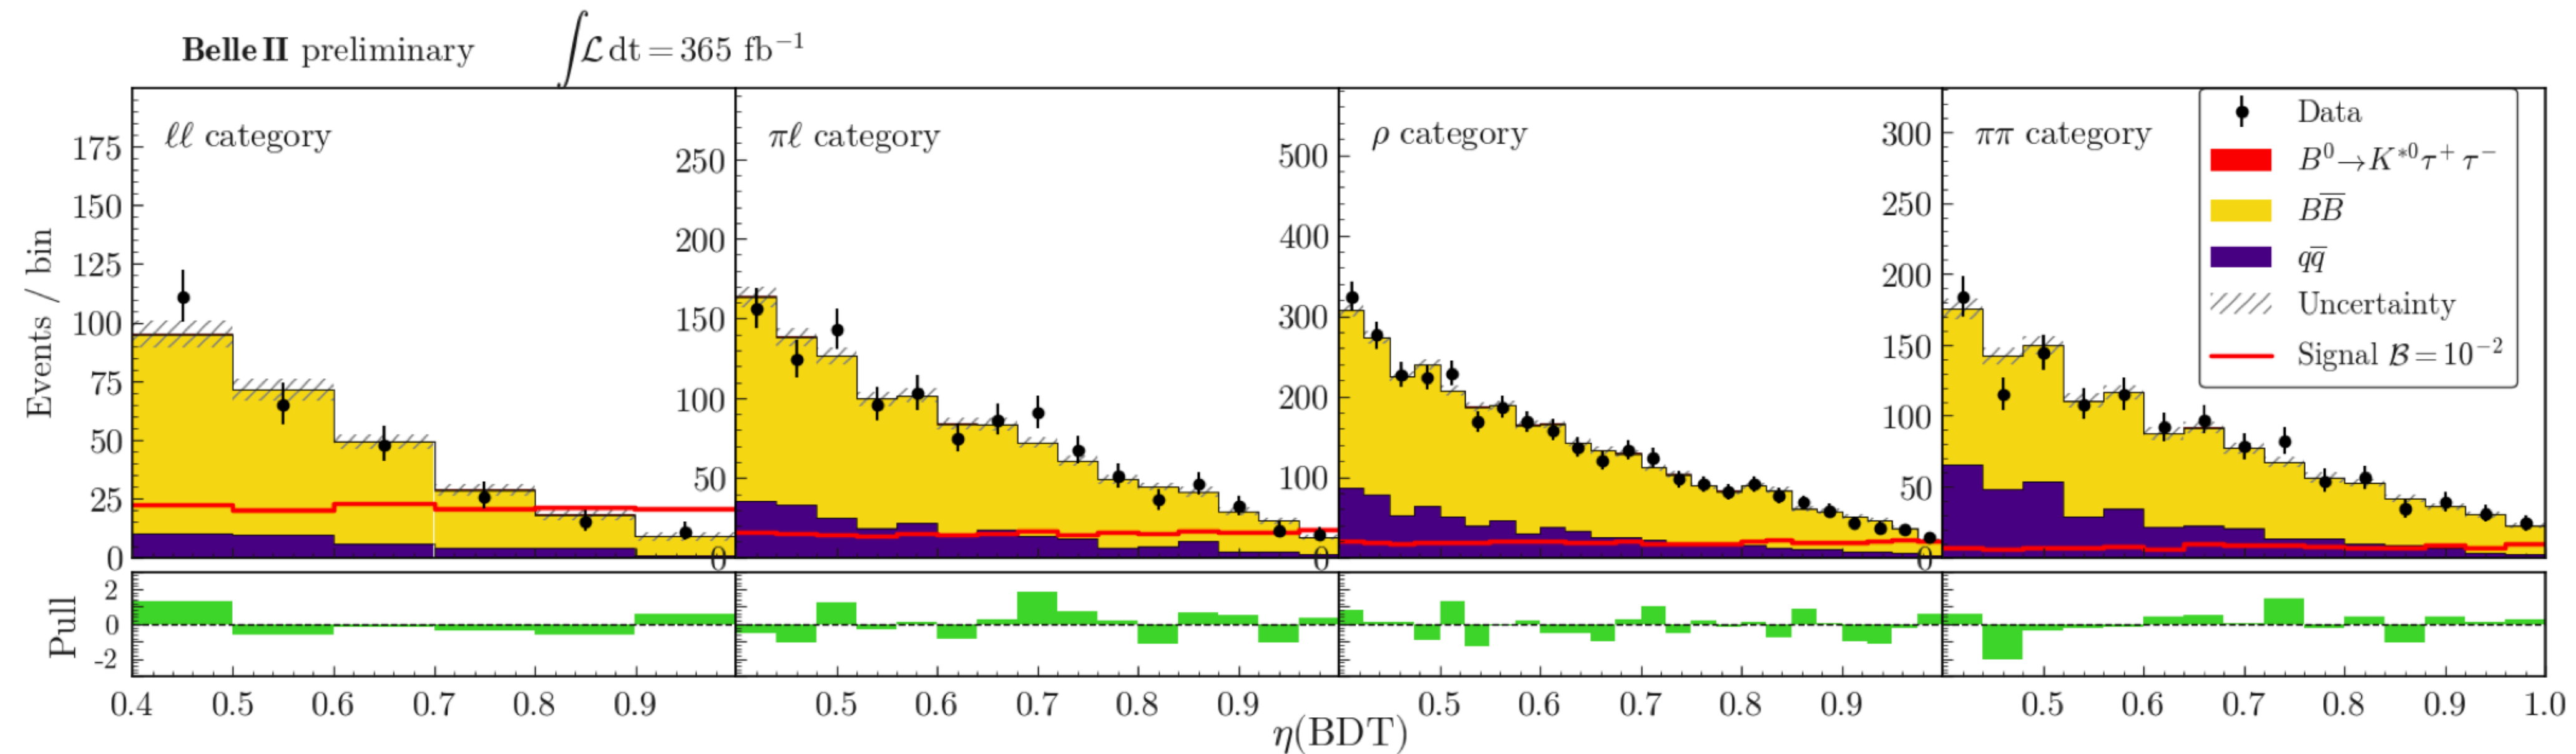 Belle II preliminary ∫ℒ dt = 365 fb⁻¹
Events / bin
ℓℓ category
175
150
125
100
75
50
25
0
πℓ category
250
200
150
100
50
0
ρ category
500
400
300
200
100
0
ππ category
300
250
200
150
100
50
0
Data
B⁰→K*⁰τ⁺τ⁻
BB̅
qq̅
Uncertainty
Signal ℬ = 10⁻²
Pull
2
0
-2
0.4 0.5 0.6 0.7 0.8 0.9 0.5 0.6 0.7 0.8 0.9 0.5 0.6 0.7 0.8 0.9 0.5 0.6 0.7 0.8 0.9 1.0
η(BDT)